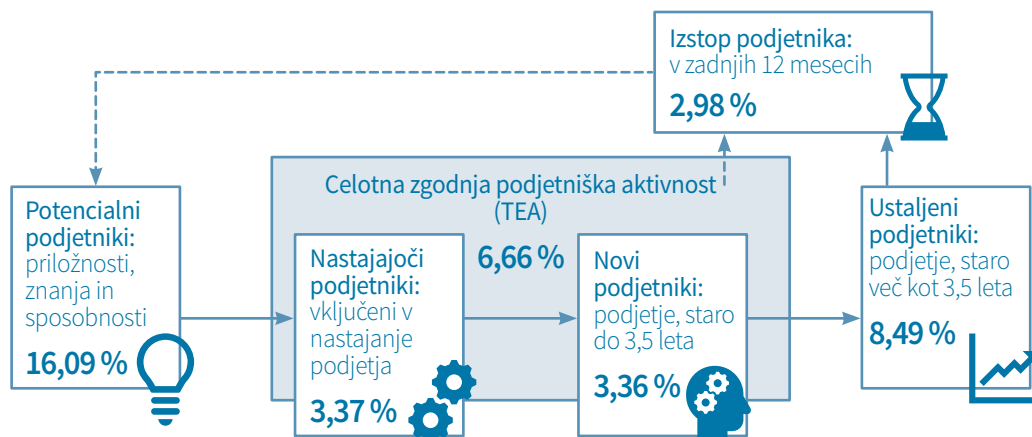 Izstop podjetnika:
v zadnjih 12 mesecih
2,98 %
Celotna zgodnja podjetniška aktivnost
(TEA)
6,66 %
Potencialni
podjetniki:
priložnosti,
znanja in
sposobnosti
16,09 %
Nastajajoči
podjetniki:
vključeni v
nastajanje
podjetja
3,37 %
Novi
podjetniki:
podjetje, staro
do 3,5 leta
3,36 %
Ustaljeni
podjetniki:
podjetje, staro
več kot 3,5 leta
8,49 %